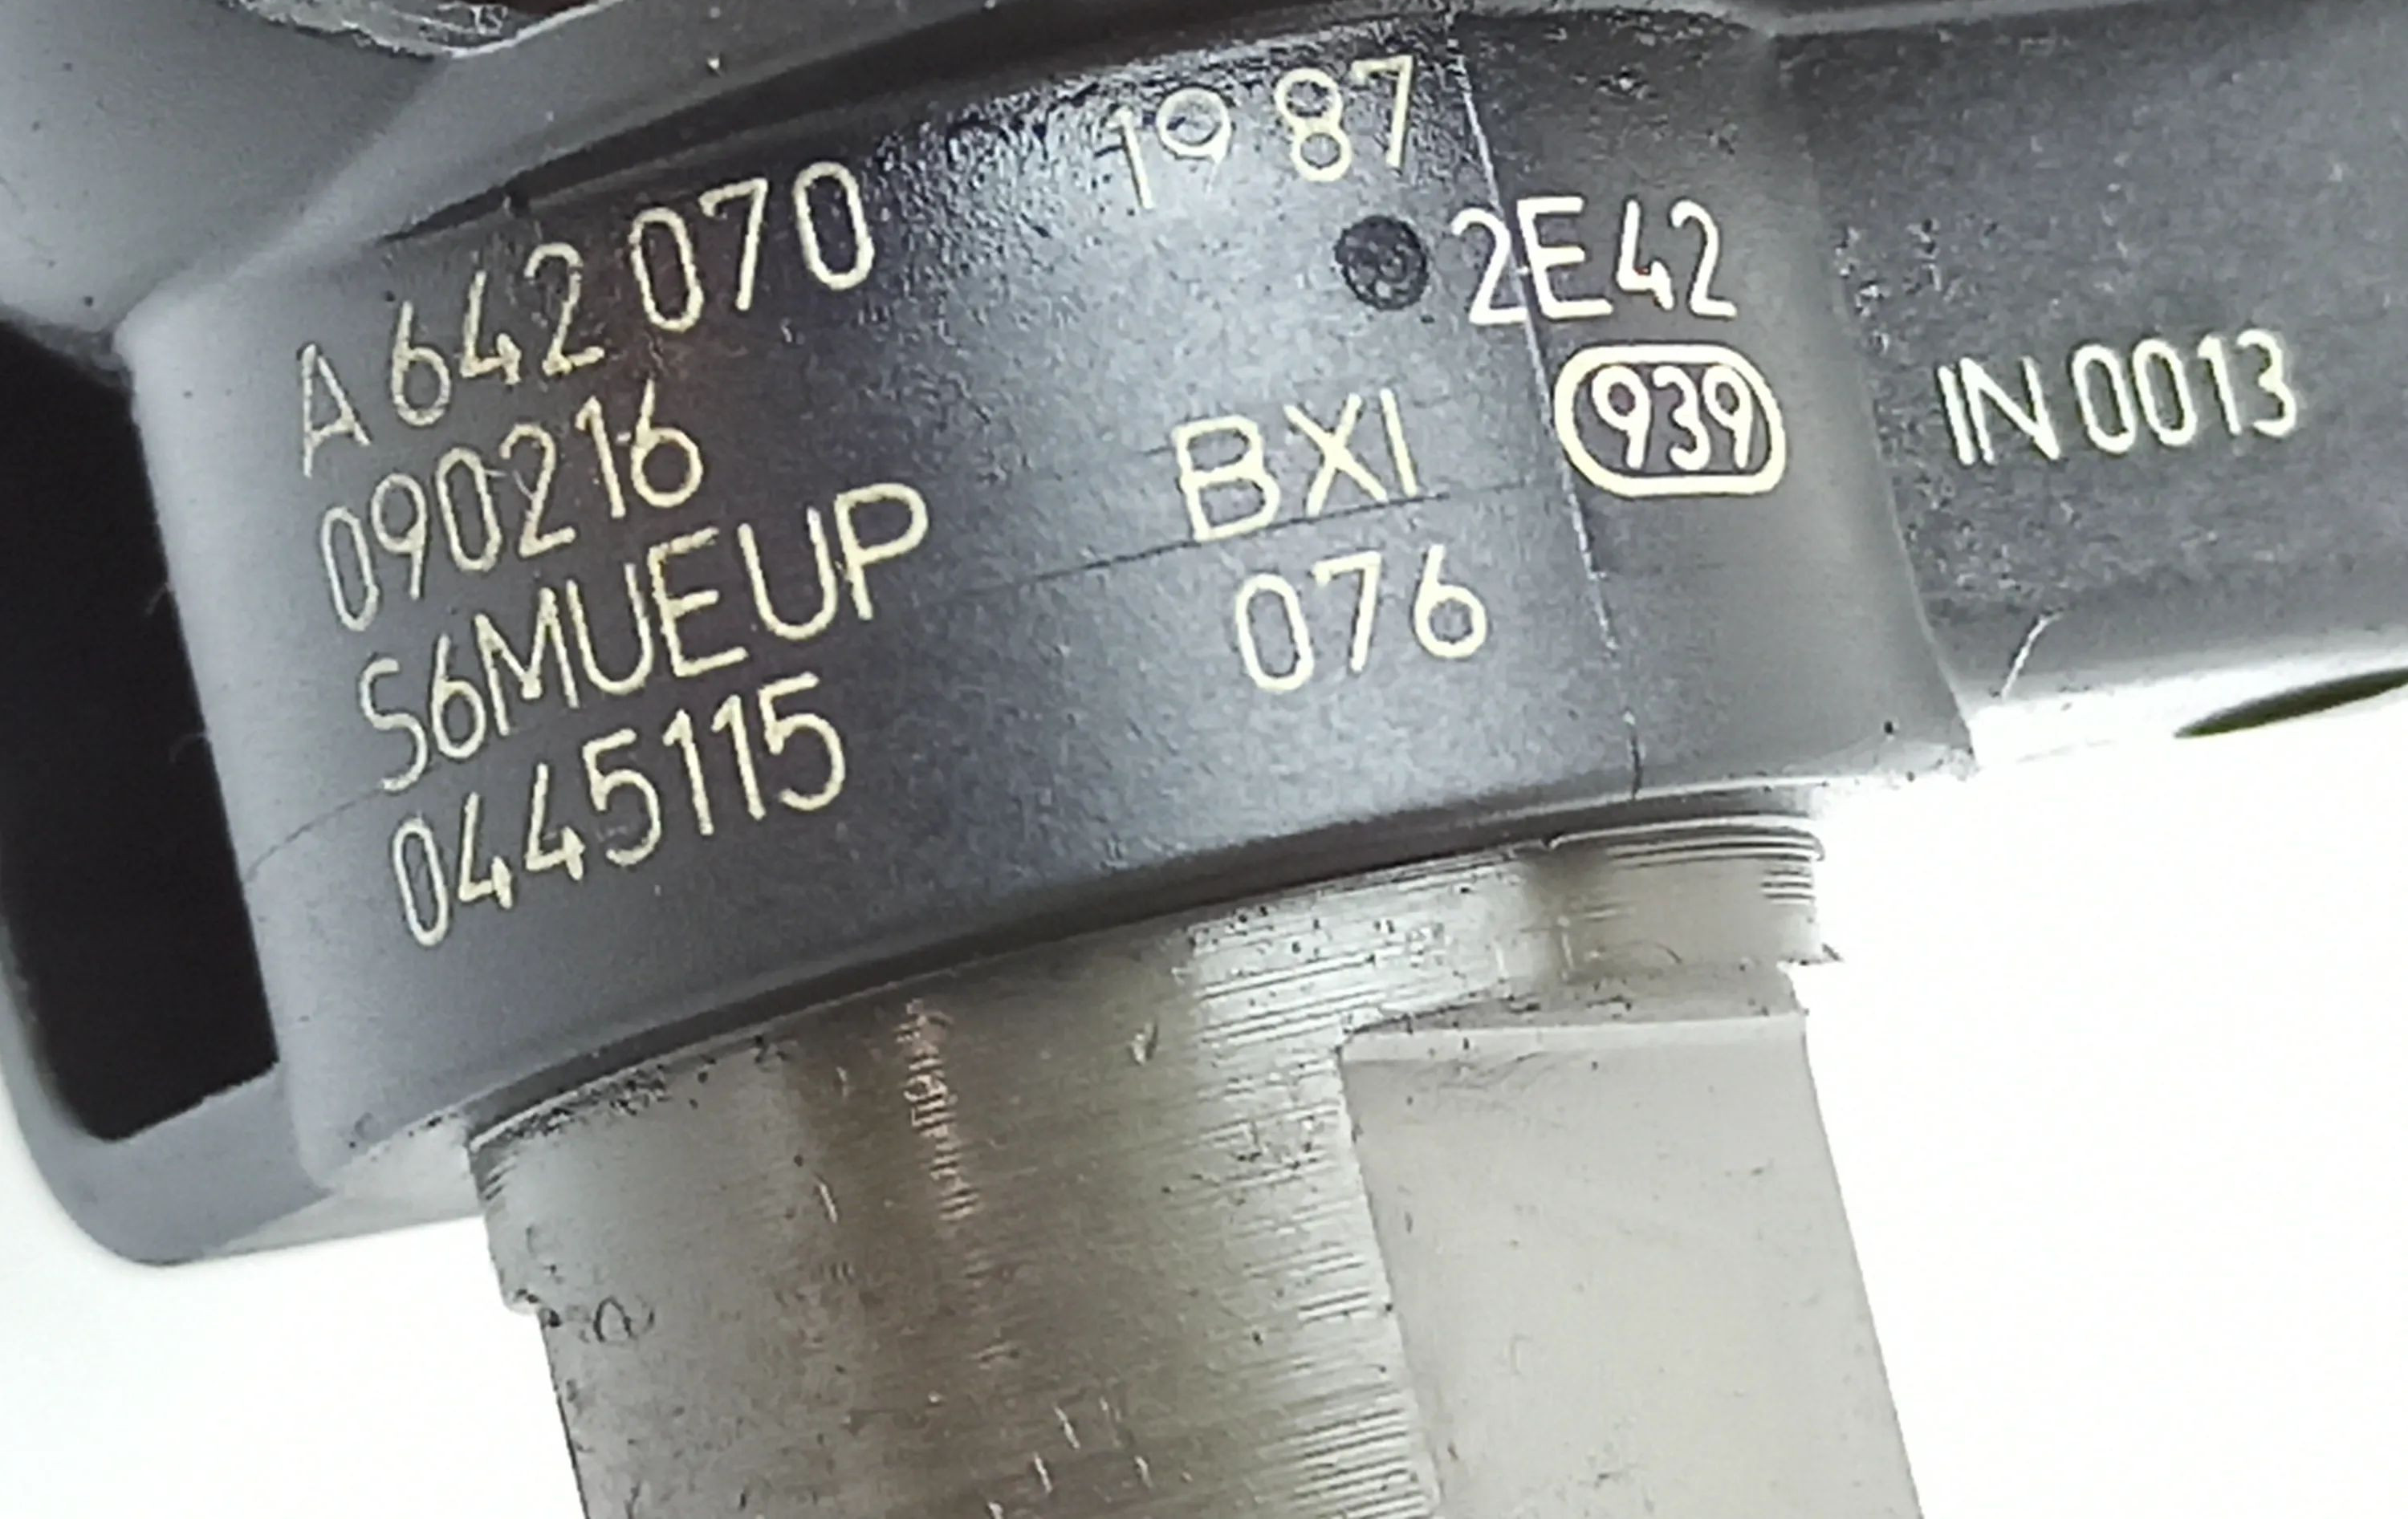 A 642 070 1987
090216 2E42
S6MUEUP BXI 939 IN 0013
0445115 076